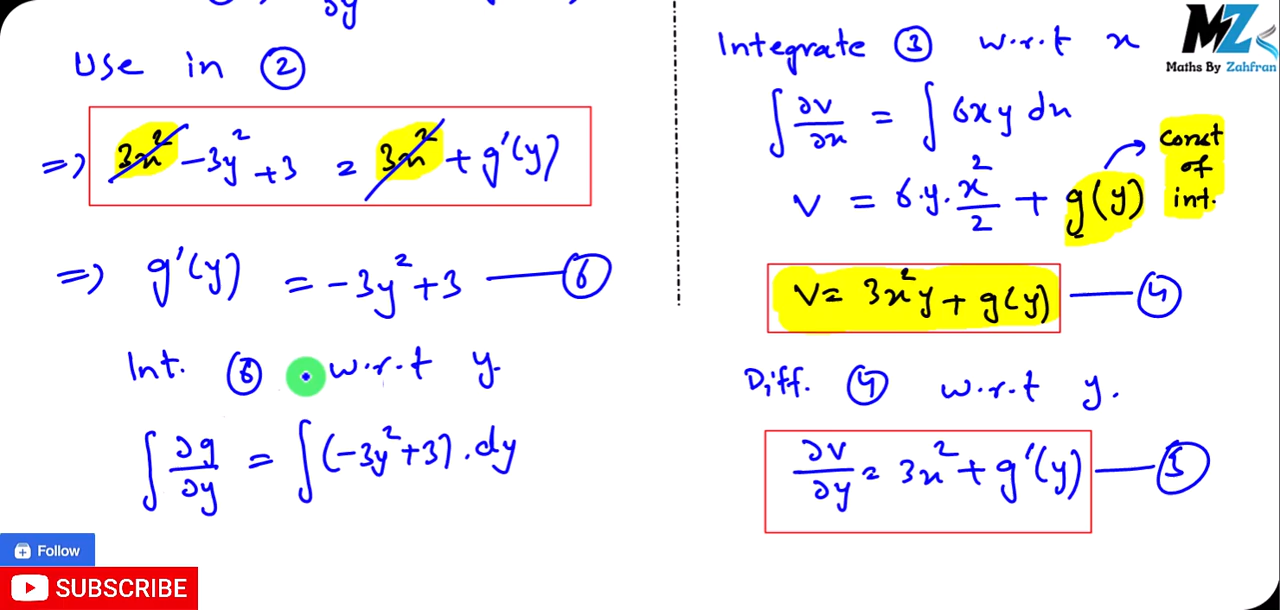 ∂y
Use in ②
=> 3x² - 3y² + 3 = 3x² + g'(y)
=> g'(y) = -3y² + 3 —— ⑥
Int. ⑥ w.r.t y.
∫ ∂g/∂y = ∫(-3y²+3).dy
Follow
SUBSCRIBE
MZ
Maths By Zahfran
Integrate ③ w.r.t x
∫ ∂v/∂x = ∫ 6xy dx
v = 6.y.x²/2 + g(y)
const
of
int.
v = 3x²y + g(y) —— ④
Diff. ④ w.r.t y.
∂v/∂y = 3x² + g'(y) —— ⑤